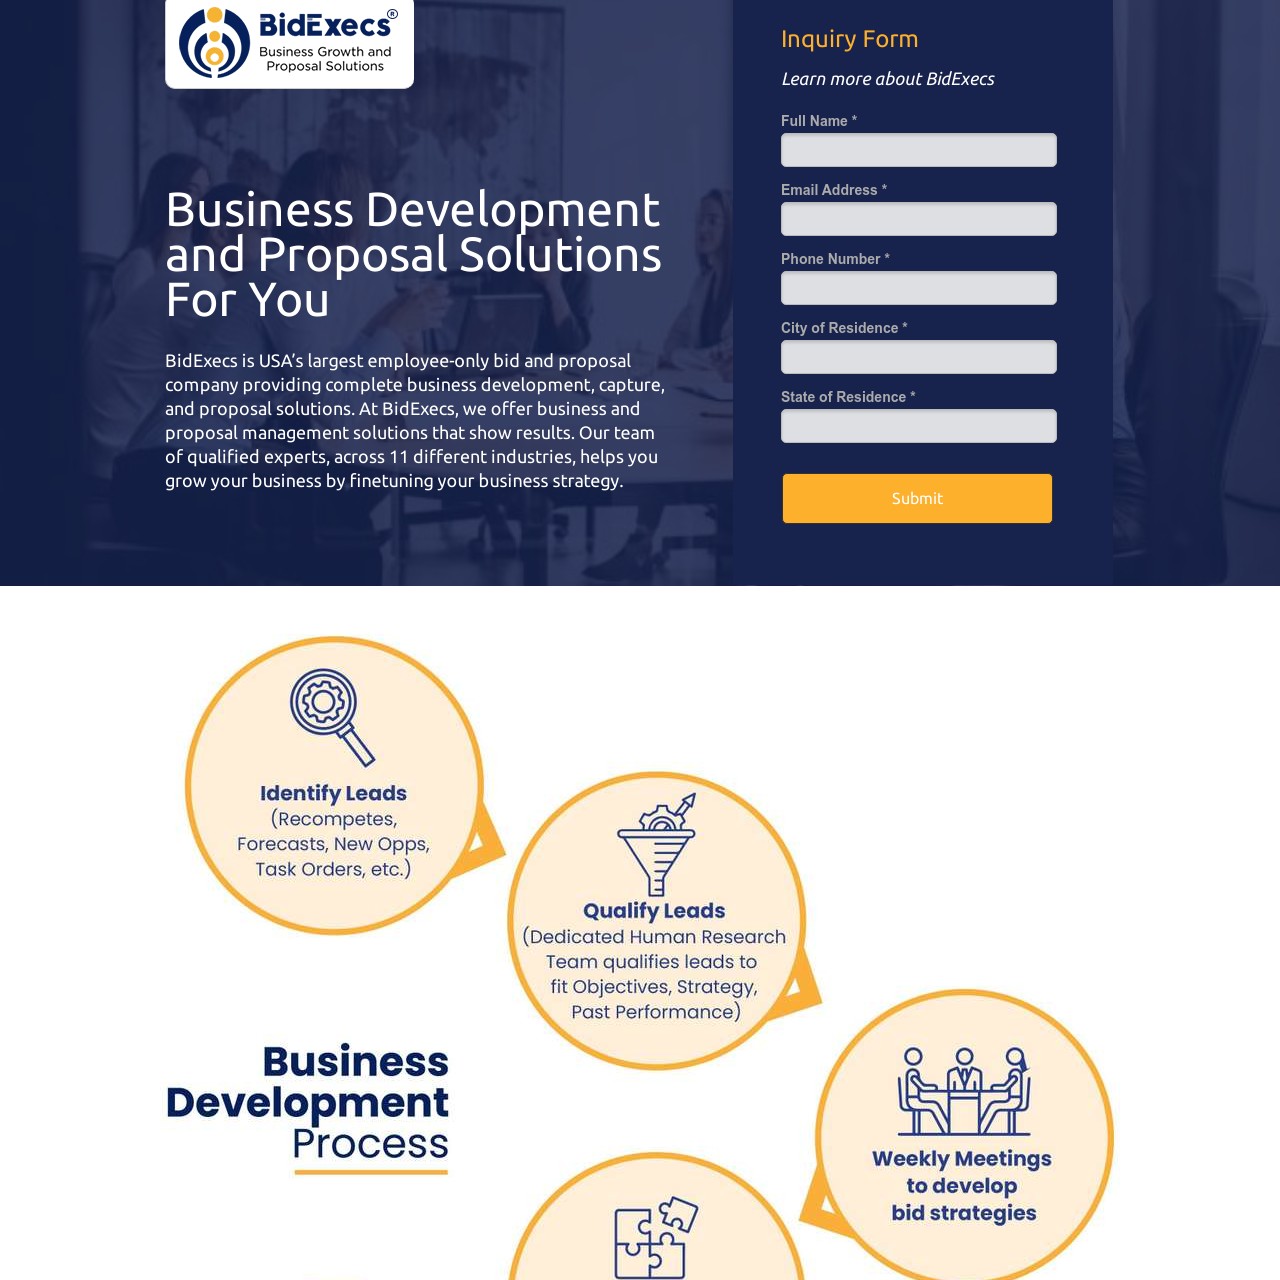 BidExecs®
Business Growth and
Proposal Solutions
Business Development
and Proposal Solutions
For You
BidExecs is USA’s largest employee-only bid and proposal
company providing complete business development, capture,
and proposal solutions. At BidExecs, we offer business and
proposal management solutions that show results. Our team
of qualified experts, across 11 different industries, helps you
grow your business by finetuning your business strategy.
Inquiry Form
Learn more about BidExecs
Full Name *
Email Address *
Phone Number *
City of Residence *
State of Residence *
Submit
Identify Leads
(Recompetes,
Forecasts, New Opps,
Task Orders, etc.)
Qualify Leads
(Dedicated Human Research
Team qualifies leads to
fit Objectives, Strategy,
Past Performance)
Business
Development
Process
Weekly Meetings
to develop
bid strategies